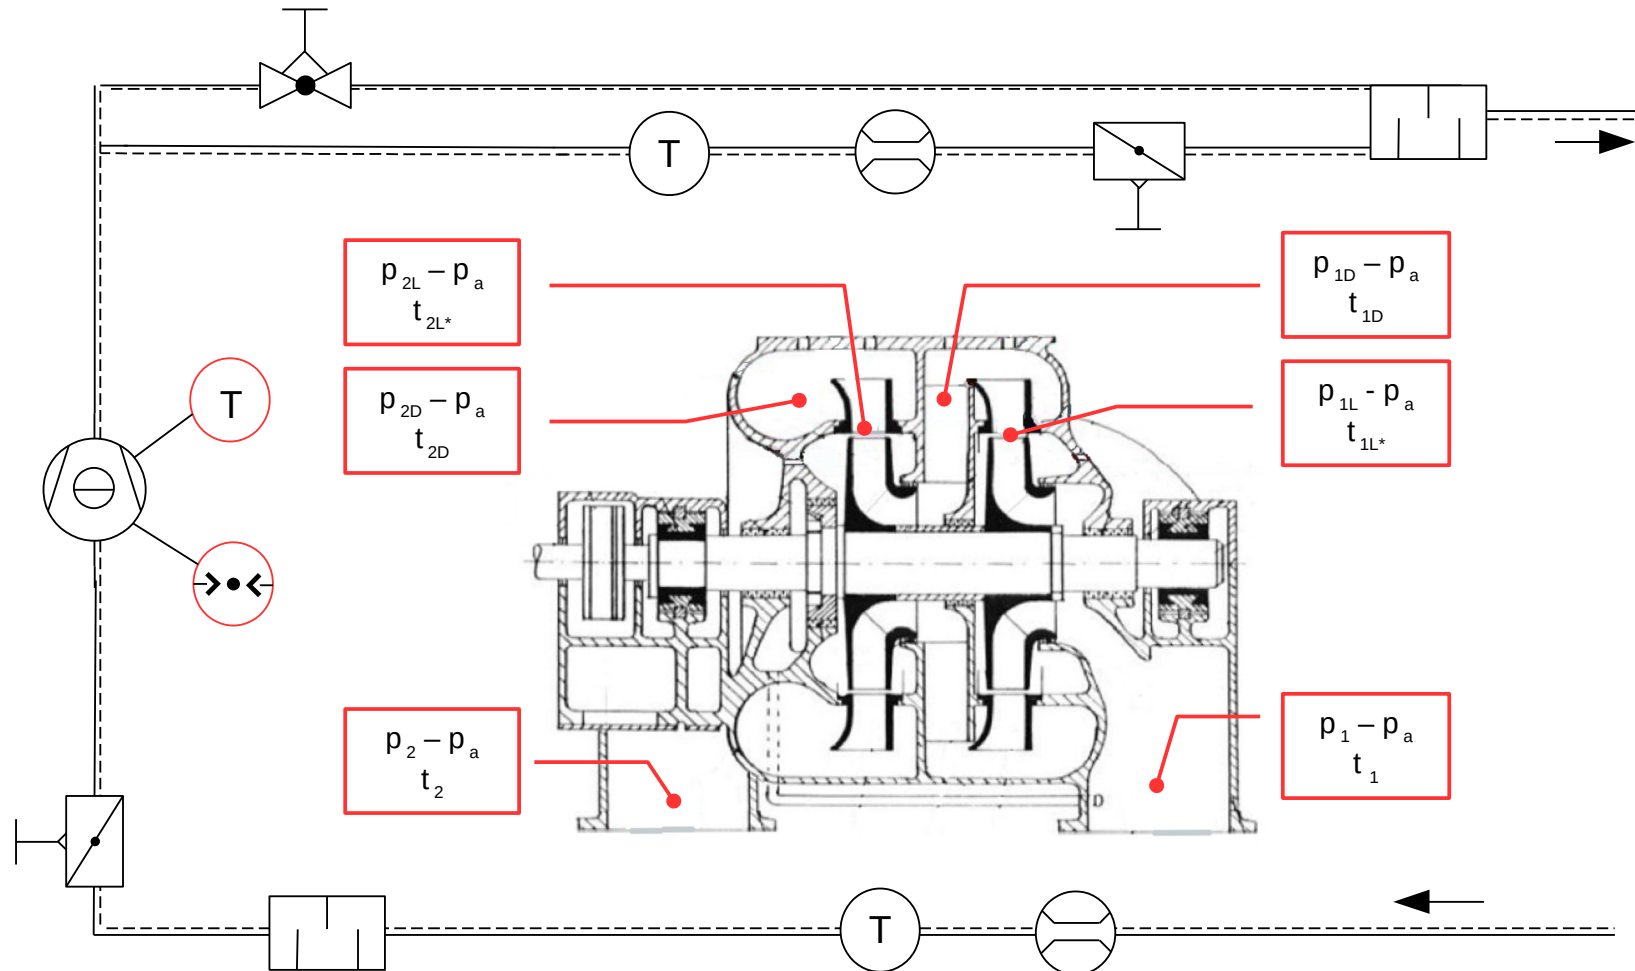 T
p 2L – p a
t 2L*
p 1D – p a
t 1D
p 2D – p a
t 2D
p 1L - p a
t 1L*
T
p 2 – p a
t 2
p 1 – p a
t 1
D
T